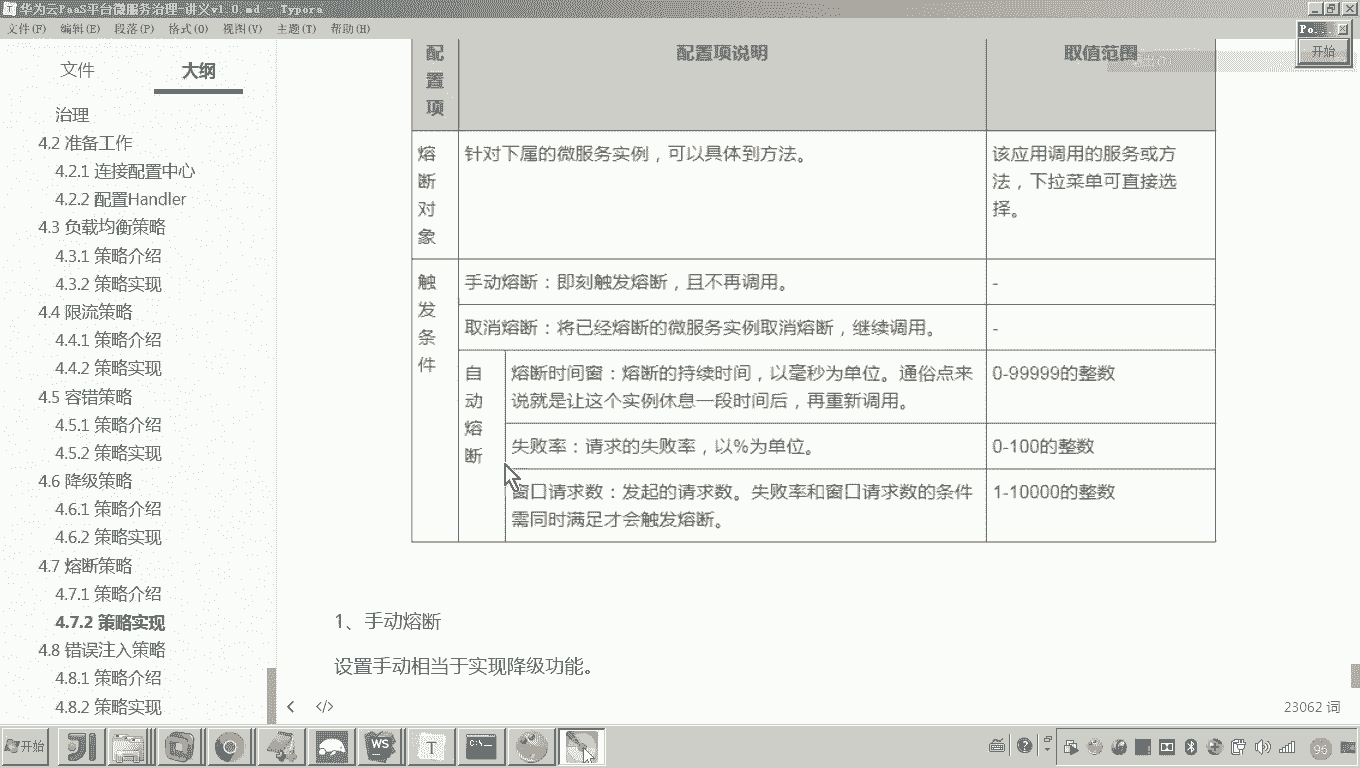 华为云PaaS平台微服务治理-讲义v1.0.md - Typora
文件(F) 编辑(E) 段落(P) 格式(O) 视图(V) 主题(T) 帮助(H)
Po...
开始
文件
大纲
治理
4.2 准备工作
4.2.1 连接配置中心
4.2.2 配置Handler
4.3 负载均衡策略
4.3.1 策略介绍
4.3.2 策略实现
4.4 限流策略
4.4.1 策略介绍
4.4.2 策略实现
4.5 容错策略
4.5.1 策略介绍
4.5.2 策略实现
4.6 降级策略
4.6.1 策略介绍
4.6.2 策略实现
4.7 熔断策略
4.7.1 策略介绍
4.7.2 策略实现
4.8 错误注入策略
4.8.1 策略介绍
4.8.2 策略实现
配
置
项
配置项说明
取值范围
熔
断
对
象
针对下属的微服务实例，可以具体到方法。
该应用调用的服务或方
法，下拉菜单可直接选
择。
触
发
条
件
手动熔断：即刻触发熔断，且不再调用。
-
取消熔断：将已经熔断的微服务实例取消熔断，继续调用。
-
自
动
熔
断
熔断时间窗：熔断的持续时间，以毫秒为单位。通俗点来
说就是让这个实例休息一段时间后，再重新调用。
0-99999的整数
失败率：请求的失败率，以%为单位。
0-100的整数
窗口请求数：发起的请求数。失败率和窗口请求数的条件
需同时满足才会触发熔断。
1-10000的整数
1、手动熔断
设置手动相当于实现降级功能。
</>
23062 词
开始
WS
T
96